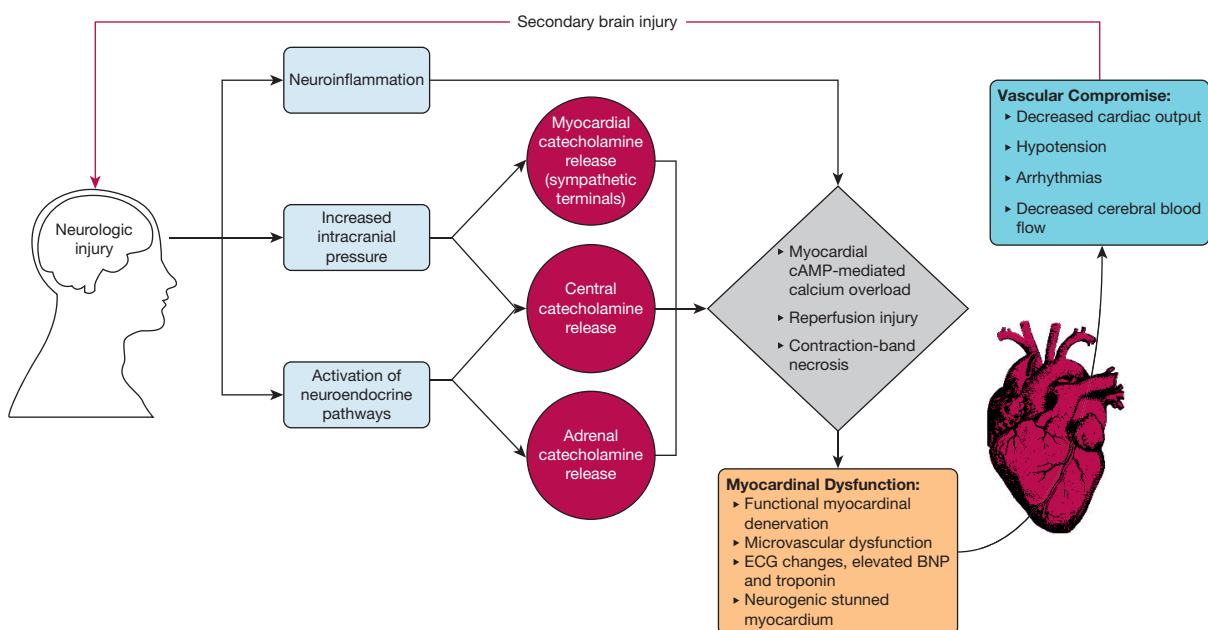 Secondary brain injury
Neurologic
injury
Neuroinflammation
Increased
intracranial
pressure
Activation of
neuroendocrine
pathways
Myocardial
catecholamine
release
(sympathetic
terminals)
Central
catecholamine
release
Adrenal
catecholamine
release
▸ Myocardial
cAMP-mediated
calcium overload
▸ Reperfusion injury
▸ Contraction-band
necrosis
Myocardinal Dysfunction:
▸ Functional myocardinal
denervation
▸ Microvascular dysfunction
▸ ECG changes, elevated BNP
and troponin
▸ Neurogenic stunned
myocardium
Vascular Compromise:
▸ Decreased cardiac output
▸ Hypotension
▸ Arrhythmias
▸ Decreased cerebral blood
flow